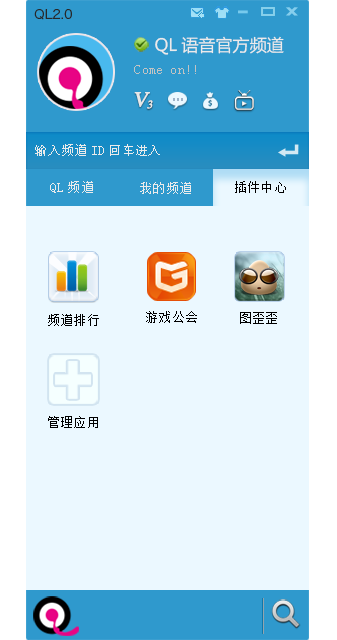 QL2.0
QL 语音官方频道
Come on!!
V3
输入频道 ID 回车进入
QL 频道
我的频道
插件中心
频道排行
游戏公会
图歪歪
管理应用